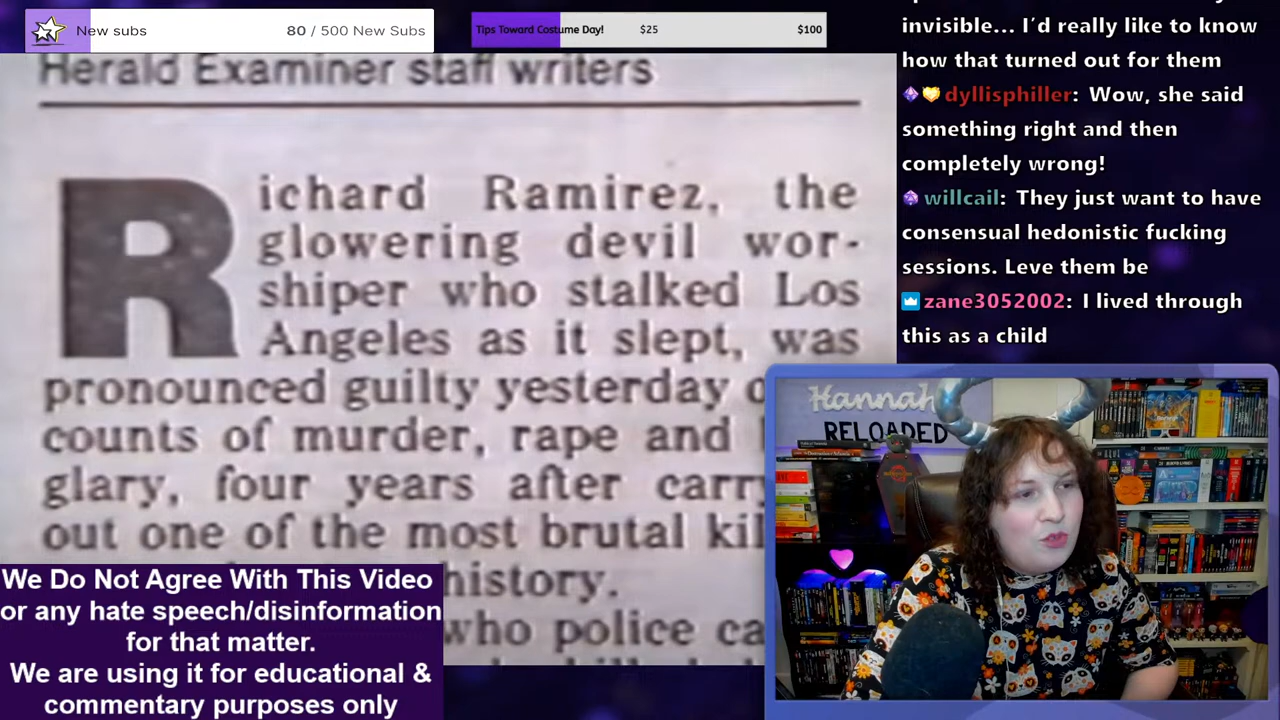 New subs
80 / 500 New Subs
Tips Toward Costume Day!
$25
$100
Herald Examiner staff writers
Richard Ramirez, the
glowering devil wor-
shiper who stalked Los
Angeles as it slept, was
pronounced guilty yesterday
counts of murder, rape and
glary, four years after
out one of the most brutal
history.
who police
We Do Not Agree With This Video
or any hate speech/disinformation
for that matter.
We are using it for educational &
commentary purposes only
invisible... I'd really like to know
how that turned out for them
dyllisphiller: Wow, she said
something right and then
completely wrong!
willcail: They just want to have
consensual hedonistic fucking
sessions. Leve them be
zane3052002: I lived through
this as a child
Hannah
RELOADED